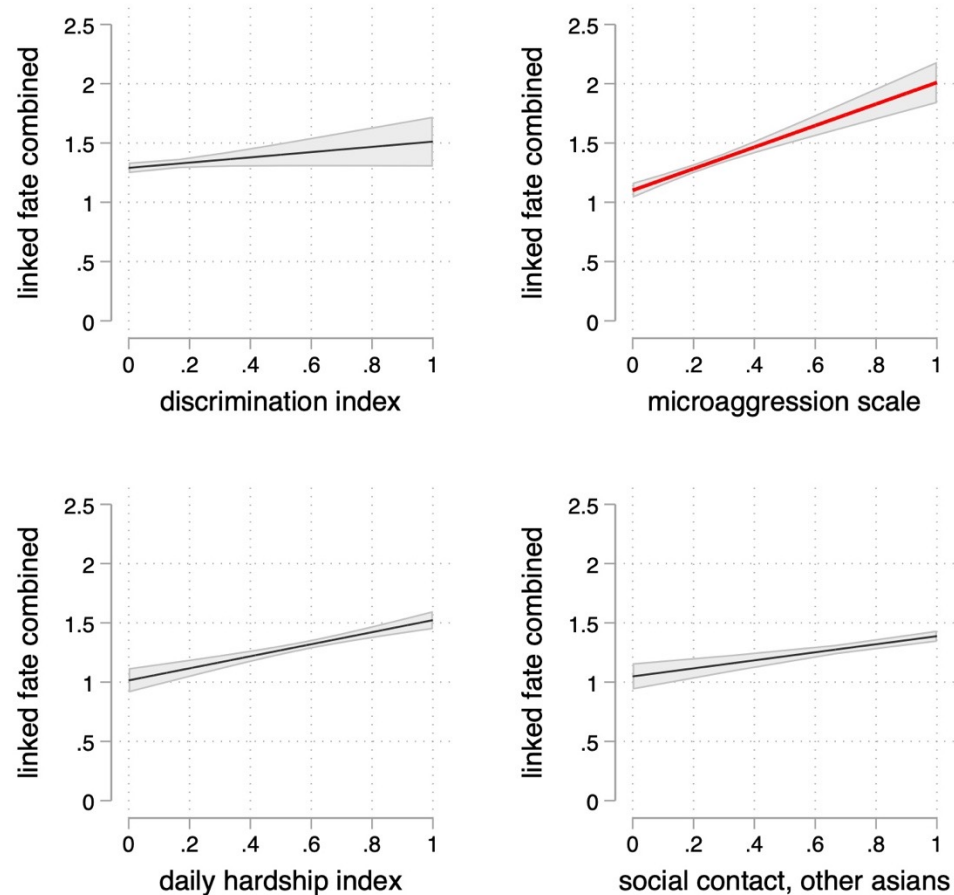 2.5
2
1.5
1
.5
0
linked fate combined
0 .2 .4 .6 .8 1
discrimination index
2.5
2
1.5
1
.5
0
linked fate combined
0 .2 .4 .6 .8 1
microaggression scale
2.5
2
1.5
1
.5
0
linked fate combined
0 .2 .4 .6 .8 1
daily hardship index
2.5
2
1.5
1
.5
0
linked fate combined
0 .2 .4 .6 .8 1
social contact, other asians